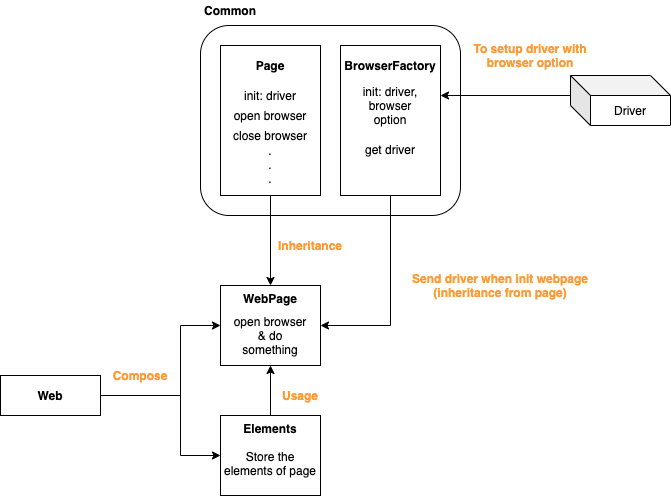 Common
Page
init: driver
open browser
close browser
.
.
.
BrowserFactory
init: driver,
browser
option
get driver
To setup driver with
browser option
Driver
Inheritance
Send driver when init webpage
(inheritance from page)
WebPage
open browser
& do
something
Compose
Web
Usage
Elements
Store the
elements of page